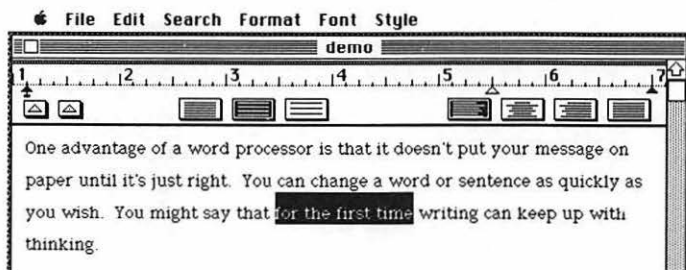 File Edit Search Format Font Style
demo
1 2 3 4 5 6 7
One advantage of a word processor is that it doesn't put your message on
paper until it's just right. You can change a word or sentence as quickly as
you wish. You might say that for the first time writing can keep up with
thinking.